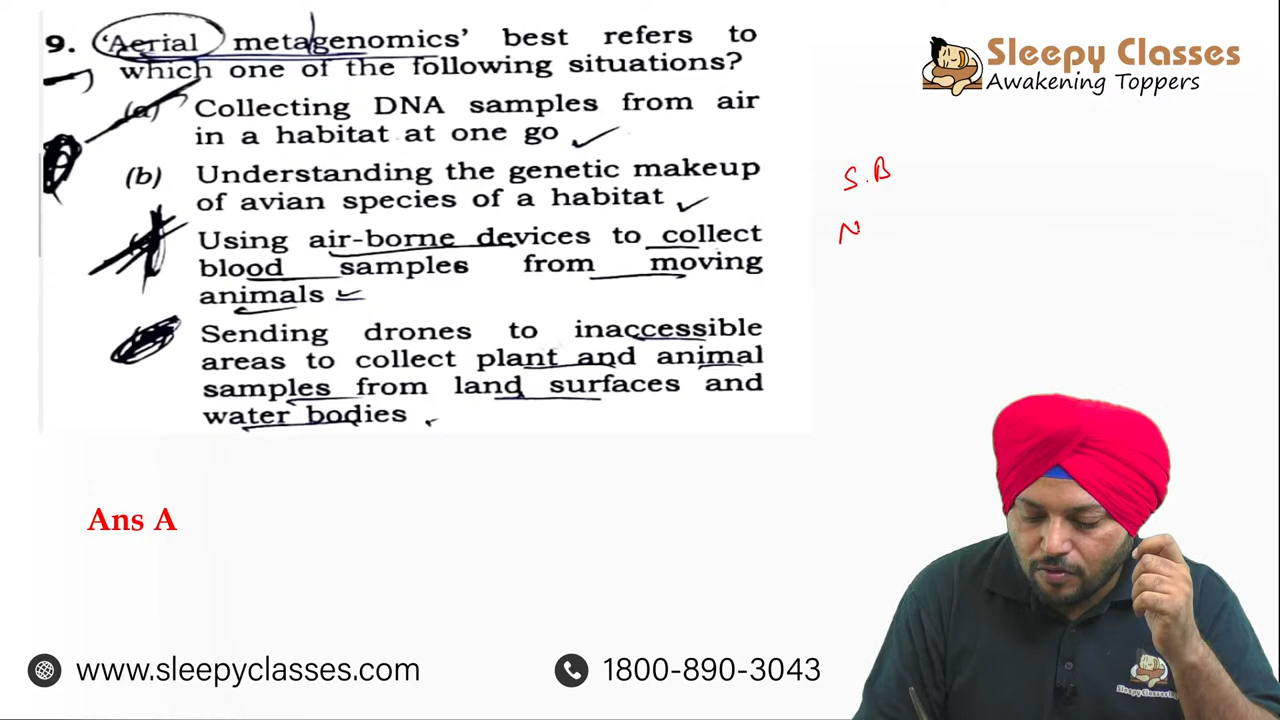 9. 'Aerial metagenomics' best refers to
which one of the following situations?
(a) Collecting DNA samples from air
in a habitat at one go
(b) Understanding the genetic makeup
of avian species of a habitat
Using air-borne devices to collect
blood samples from moving
animals
Sending drones to inaccessible
areas to collect plant and animal
samples from land surfaces and
water bodies
Ans A
S.B
N
Sleepy Classes
Awakening Toppers
Sleepy Classes
www.sleepyclasses.com
1800-890-3043